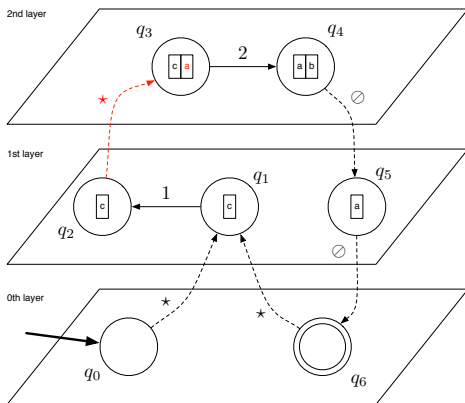 2nd layer
q3
q4
c a
2
a b
⋆
⊘
1st layer
q1
q5
1
c
c
a
q2
⊘
0th layer
⋆
⋆
q0
q6